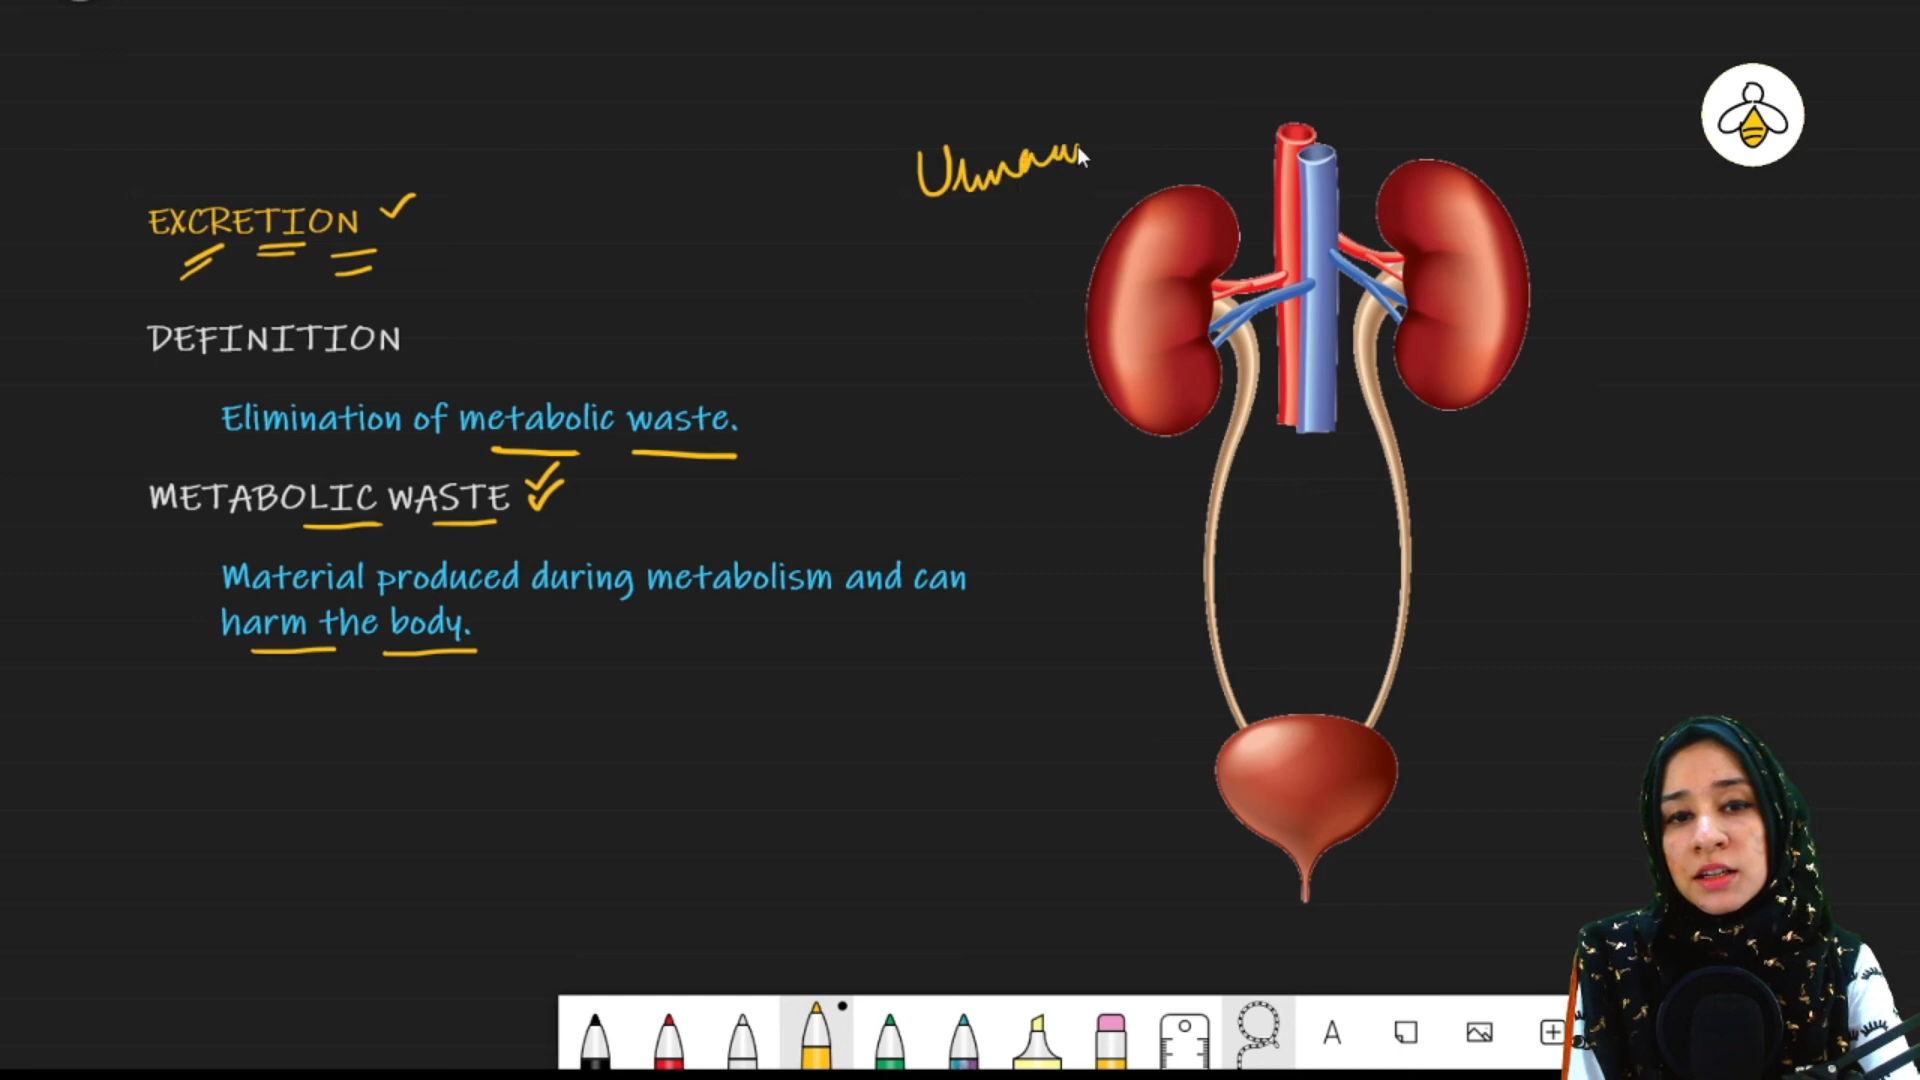 EXCRETION
DEFINITION
Elimination of metabolic waste.
METABOLIC WASTE
Material produced during metabolism and can
harm the body.
A